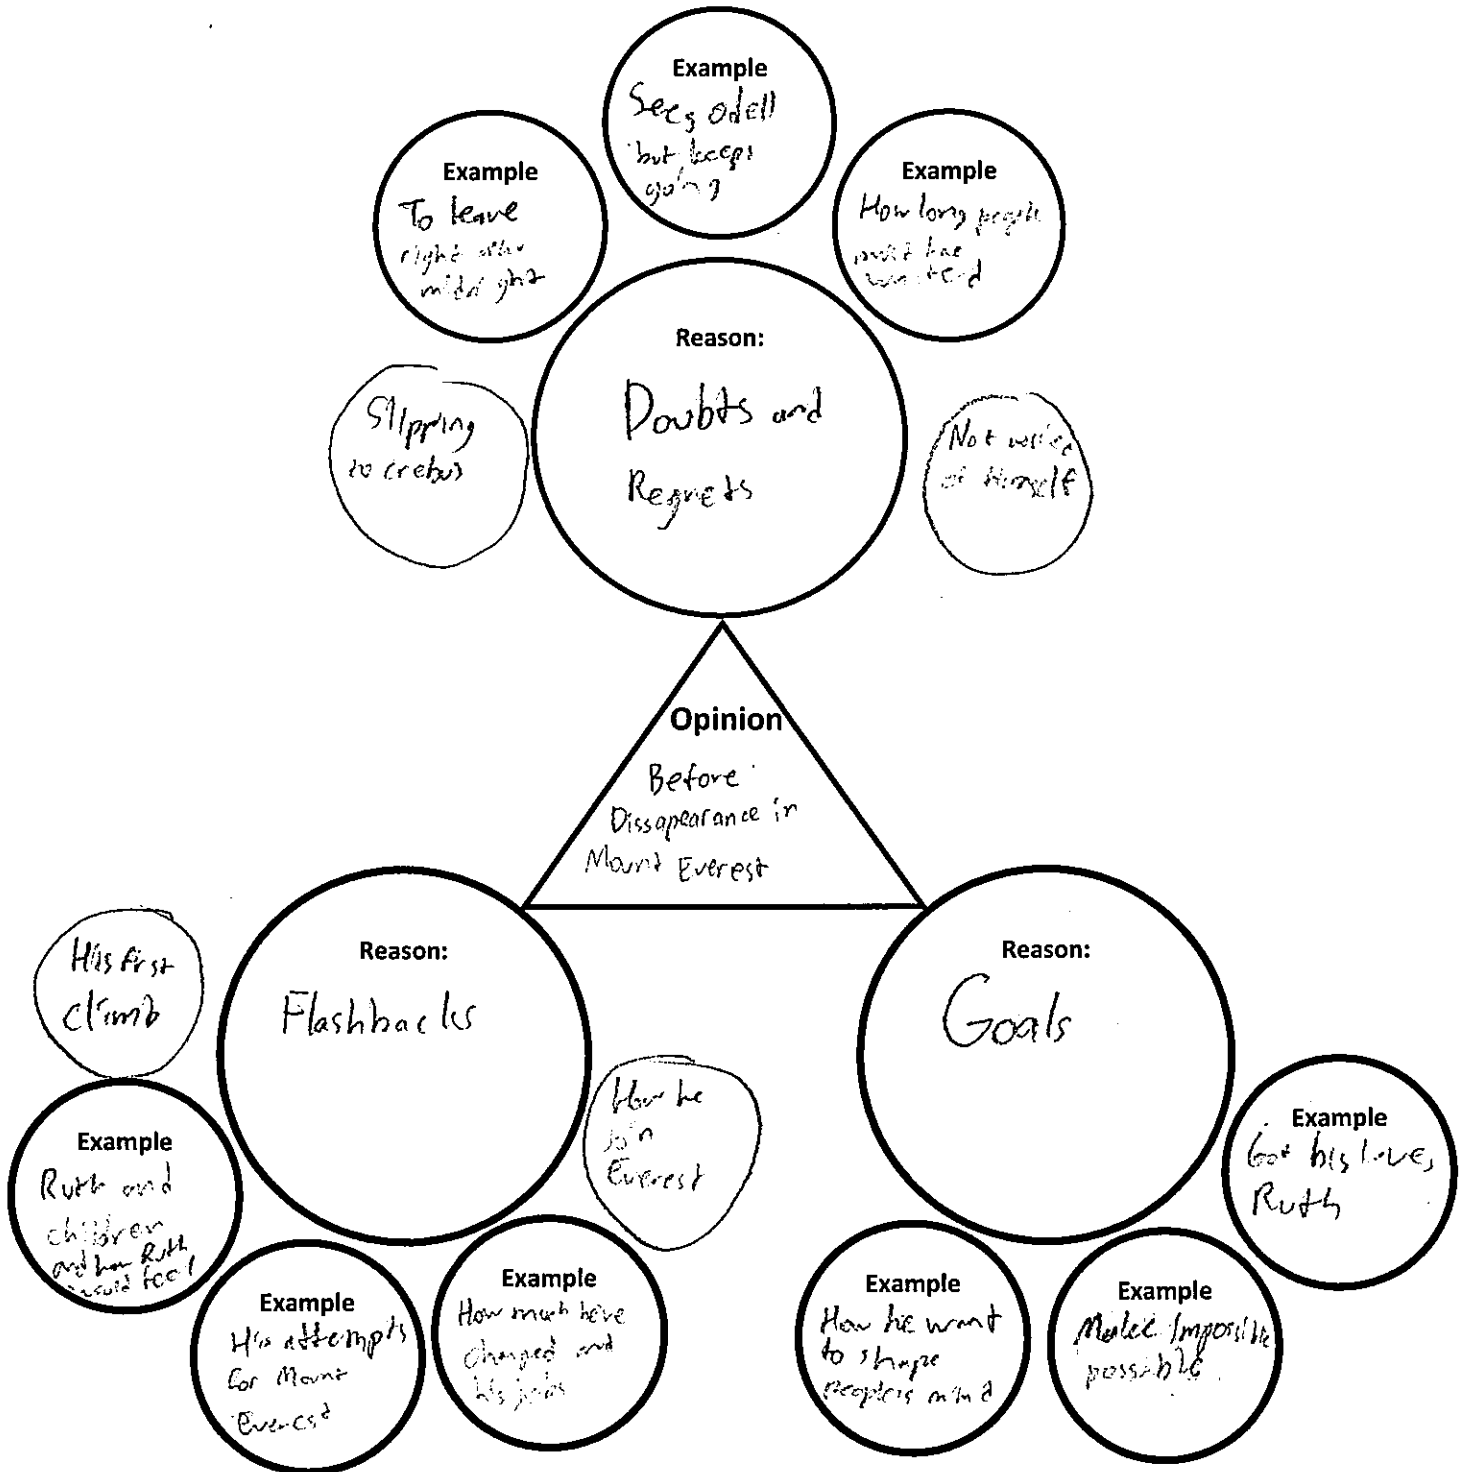 Example
Sees Odell
but keeps
going
Example
To leave
right after
midnight
Example
How long people
must have
Reason:
Doubts and
Regrets
Slipping
to crebus
Not
of Himself
Opinion
Before
Dissapearance in
Mount Everest
His first
climb
Reason:
Flashbacks
How he
join
Everest
Example
Ruth and
children
and how Ruth
would feel
Example
His attempts
for Mount
Everest
Example
How much he've
changed and
his jobs
Reason:
Goals
Example
How he want
to shape
peoples mind
Example
Make Impossible
possible
Example
Got his love,
Ruth